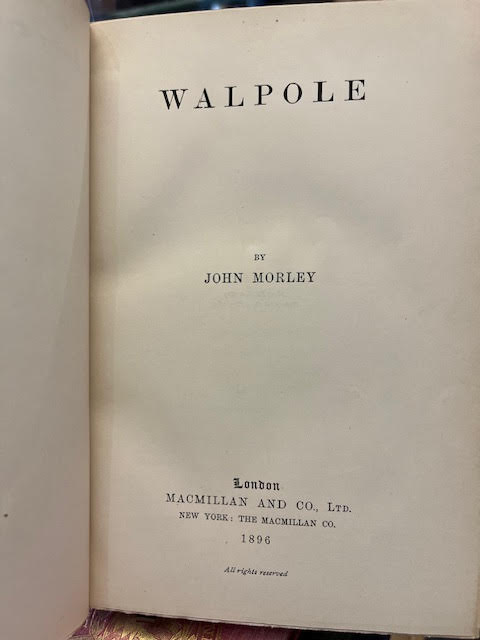 WALPOLE
BY
JOHN MORLEY
London
MACMILLAN AND CO., LTD.
NEW YORK: THE MACMILLAN CO.
1896
All rights reserved